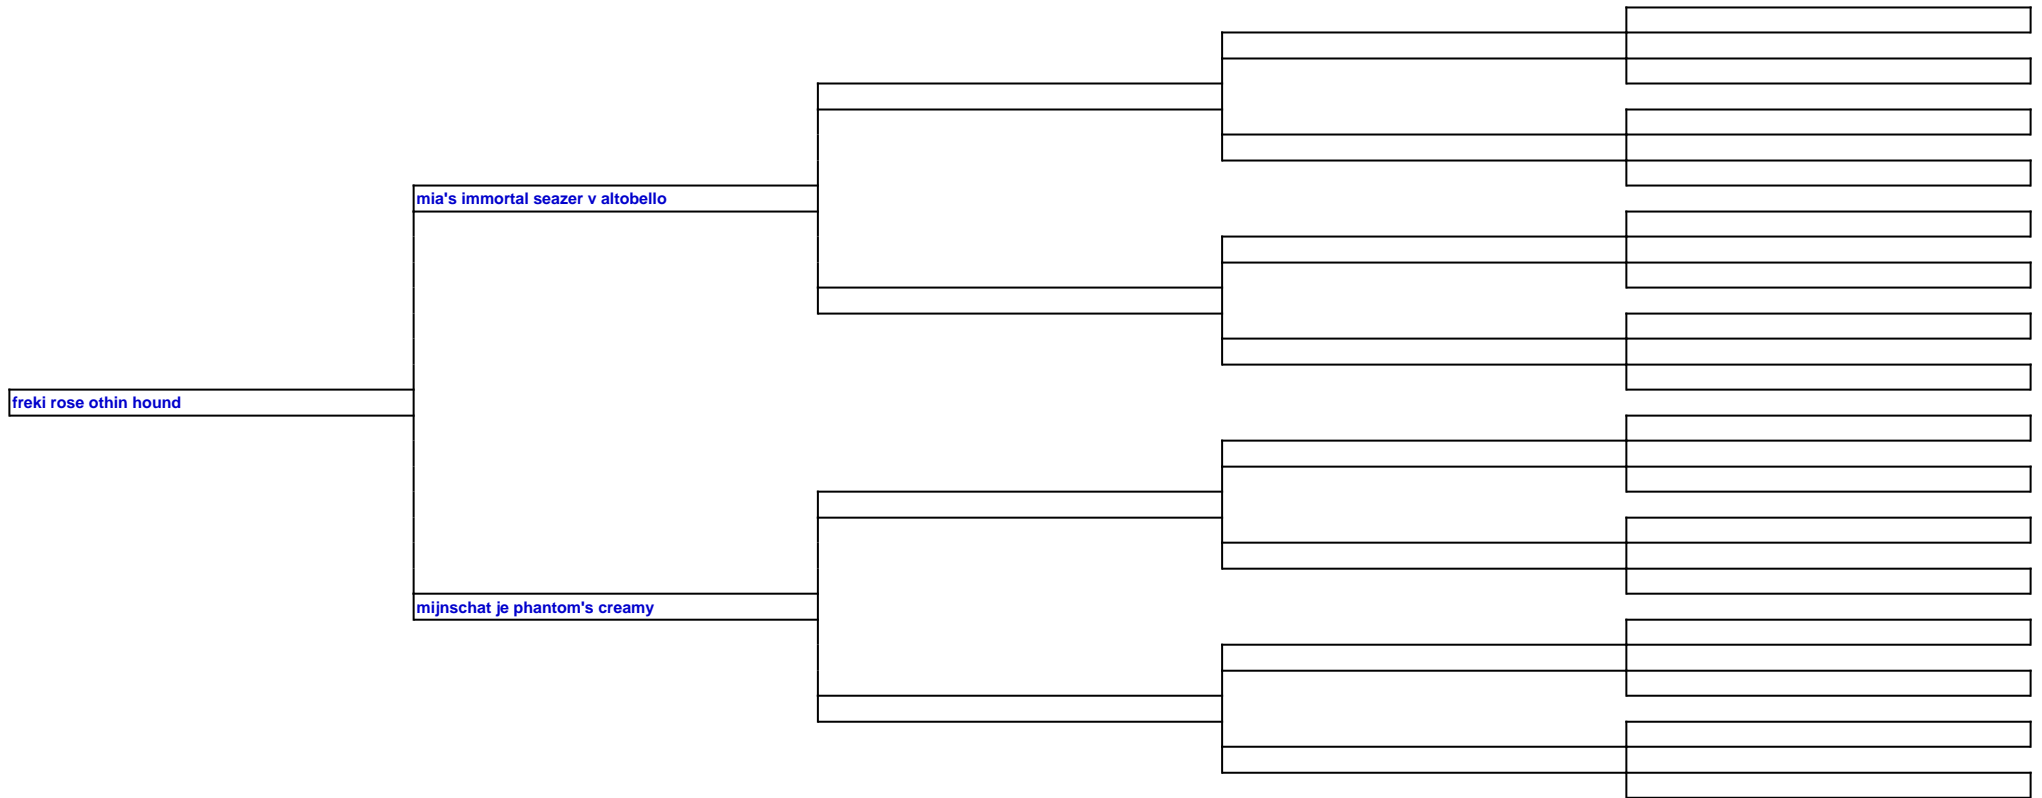 mia's immortal seazer v altobello
freki rose othin hound
mijnschat je phantom's creamy